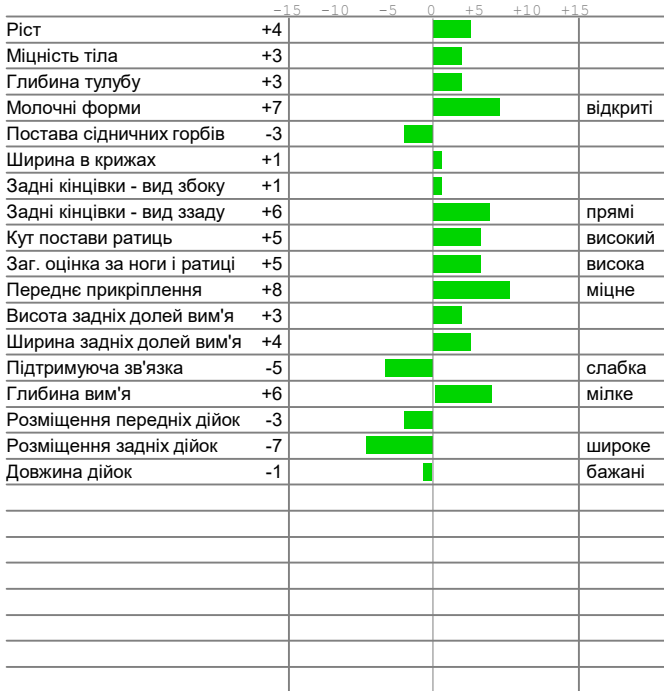 -15 -10 -5 0 +5 +10 +15
Ріст +4
Міцність тіла +3
Глибина тулубу +3
Молочні форми +7 відкриті
Постава сідничних горбів -3
Ширина в крижах +1
Задні кінцівки - вид збоку +1
Задні кінцівки - вид ззаду +6 прямі
Кут постави ратиць +5 високий
Заг. оцінка за ноги і ратиці +5 висока
Переднє прикріплення +8 міцне
Висота задніх долей вим'я +3
Ширина задніх долей вим'я +4
Підтримуюча зв'язка -5 слабка
Глибина вим'я +6 мілке
Розміщення передніх дійок -3
Розміщення задніх дійок -7 широке
Довжина дійок -1 бажані